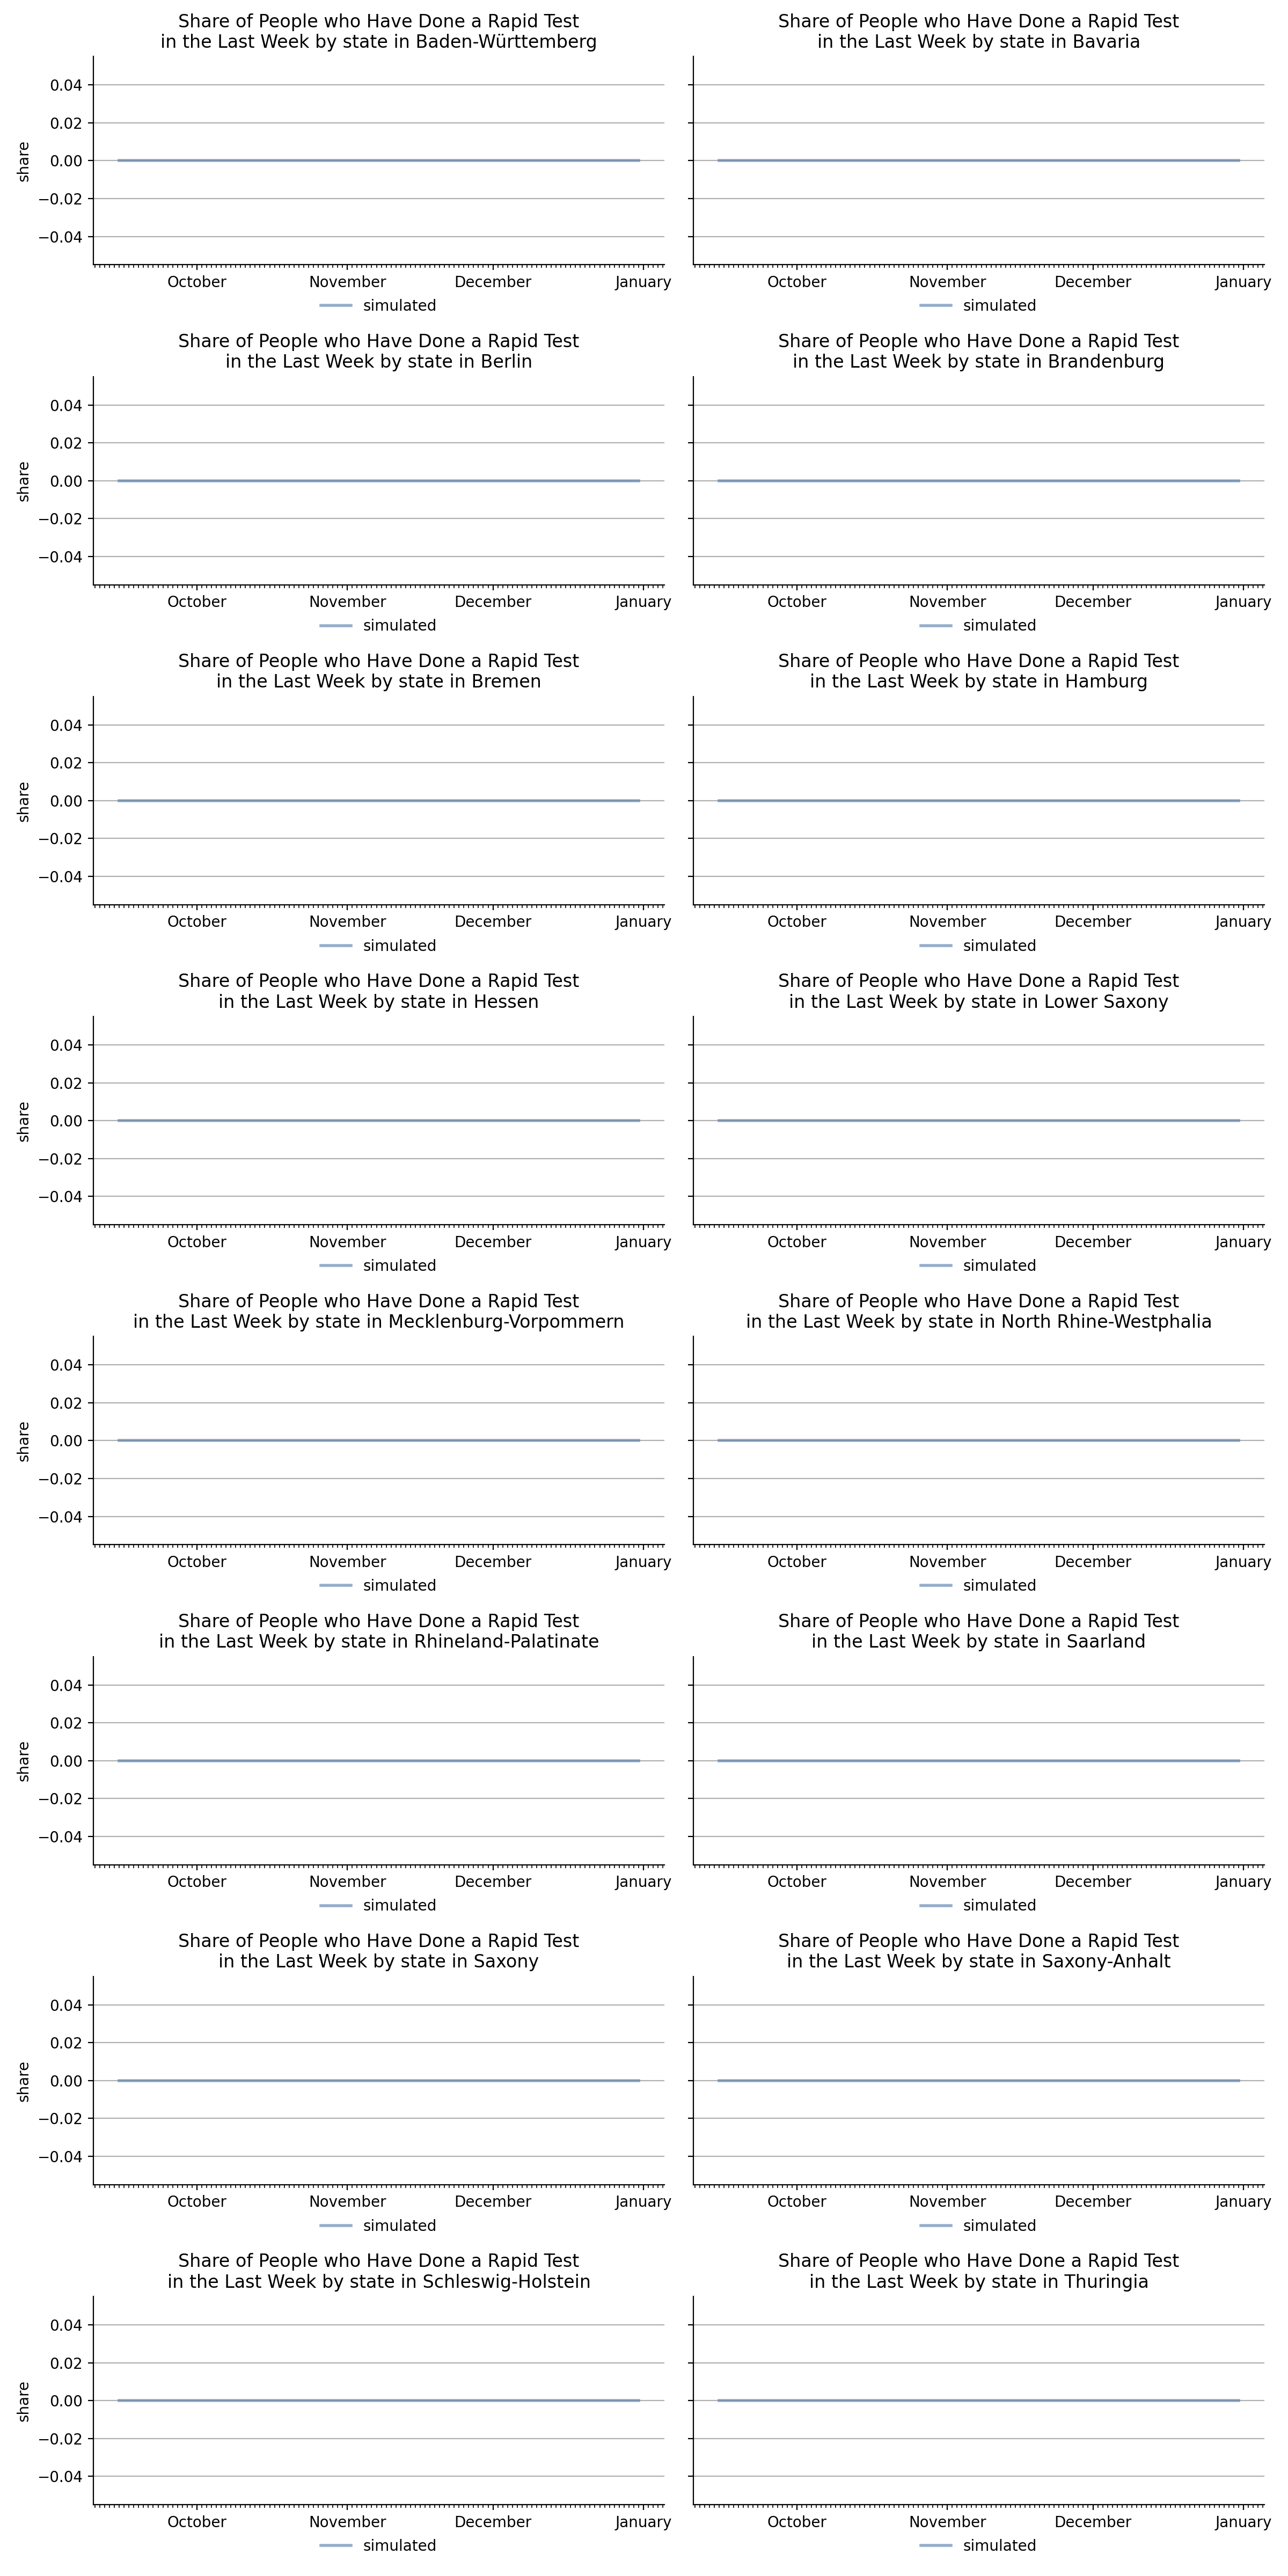 Share of People who Have Done a Rapid Test
in the Last Week by state in Baden-Württemberg
share
0.04
0.02
0.00
−0.02
−0.04
October November December January
simulated
Share of People who Have Done a Rapid Test
in the Last Week by state in Bavaria
October November December January
simulated
Share of People who Have Done a Rapid Test
in the Last Week by state in Berlin
share
0.04
0.02
0.00
−0.02
−0.04
October November December January
simulated
Share of People who Have Done a Rapid Test
in the Last Week by state in Brandenburg
October November December January
simulated
Share of People who Have Done a Rapid Test
in the Last Week by state in Bremen
share
0.04
0.02
0.00
−0.02
−0.04
October November December January
simulated
Share of People who Have Done a Rapid Test
in the Last Week by state in Hamburg
October November December January
simulated
Share of People who Have Done a Rapid Test
in the Last Week by state in Hessen
share
0.04
0.02
0.00
−0.02
−0.04
October November December January
simulated
Share of People who Have Done a Rapid Test
in the Last Week by state in Lower Saxony
October November December January
simulated
Share of People who Have Done a Rapid Test
in the Last Week by state in Mecklenburg-Vorpommern
share
0.04
0.02
0.00
−0.02
−0.04
October November December January
simulated
Share of People who Have Done a Rapid Test
in the Last Week by state in North Rhine-Westphalia
October November December January
simulated
Share of People who Have Done a Rapid Test
in the Last Week by state in Rhineland-Palatinate
share
0.04
0.02
0.00
−0.02
−0.04
October November December January
simulated
Share of People who Have Done a Rapid Test
in the Last Week by state in Saarland
October November December January
simulated
Share of People who Have Done a Rapid Test
in the Last Week by state in Saxony
share
0.04
0.02
0.00
−0.02
−0.04
October November December January
simulated
Share of People who Have Done a Rapid Test
in the Last Week by state in Saxony-Anhalt
October November December January
simulated
Share of People who Have Done a Rapid Test
in the Last Week by state in Schleswig-Holstein
share
0.04
0.02
0.00
−0.02
−0.04
October November December January
simulated
Share of People who Have Done a Rapid Test
in the Last Week by state in Thuringia
October November December January
simulated